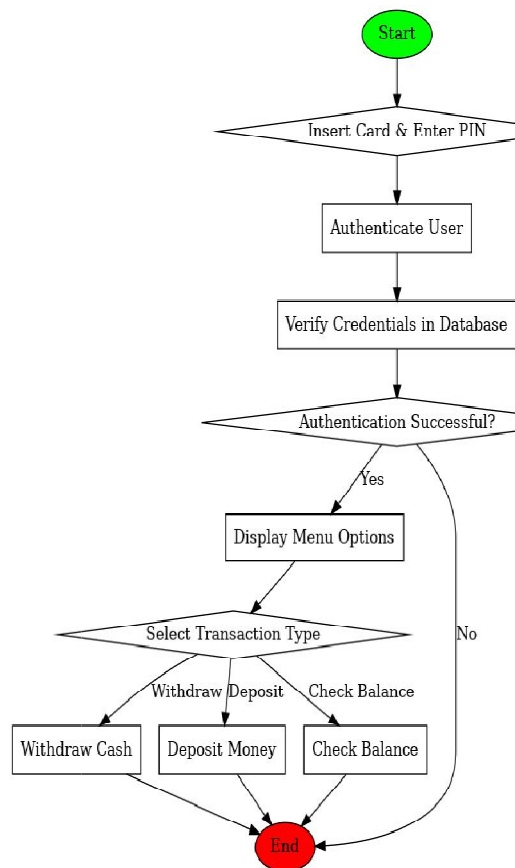 Start
Insert Card & Enter PIN
Authenticate User
Verify Credentials in Database
Authentication Successful?
Yes
Display Menu Options
Select Transaction Type
No
Withdraw
Deposit
Check Balance
Withdraw Cash
Deposit Money
Check Balance
End